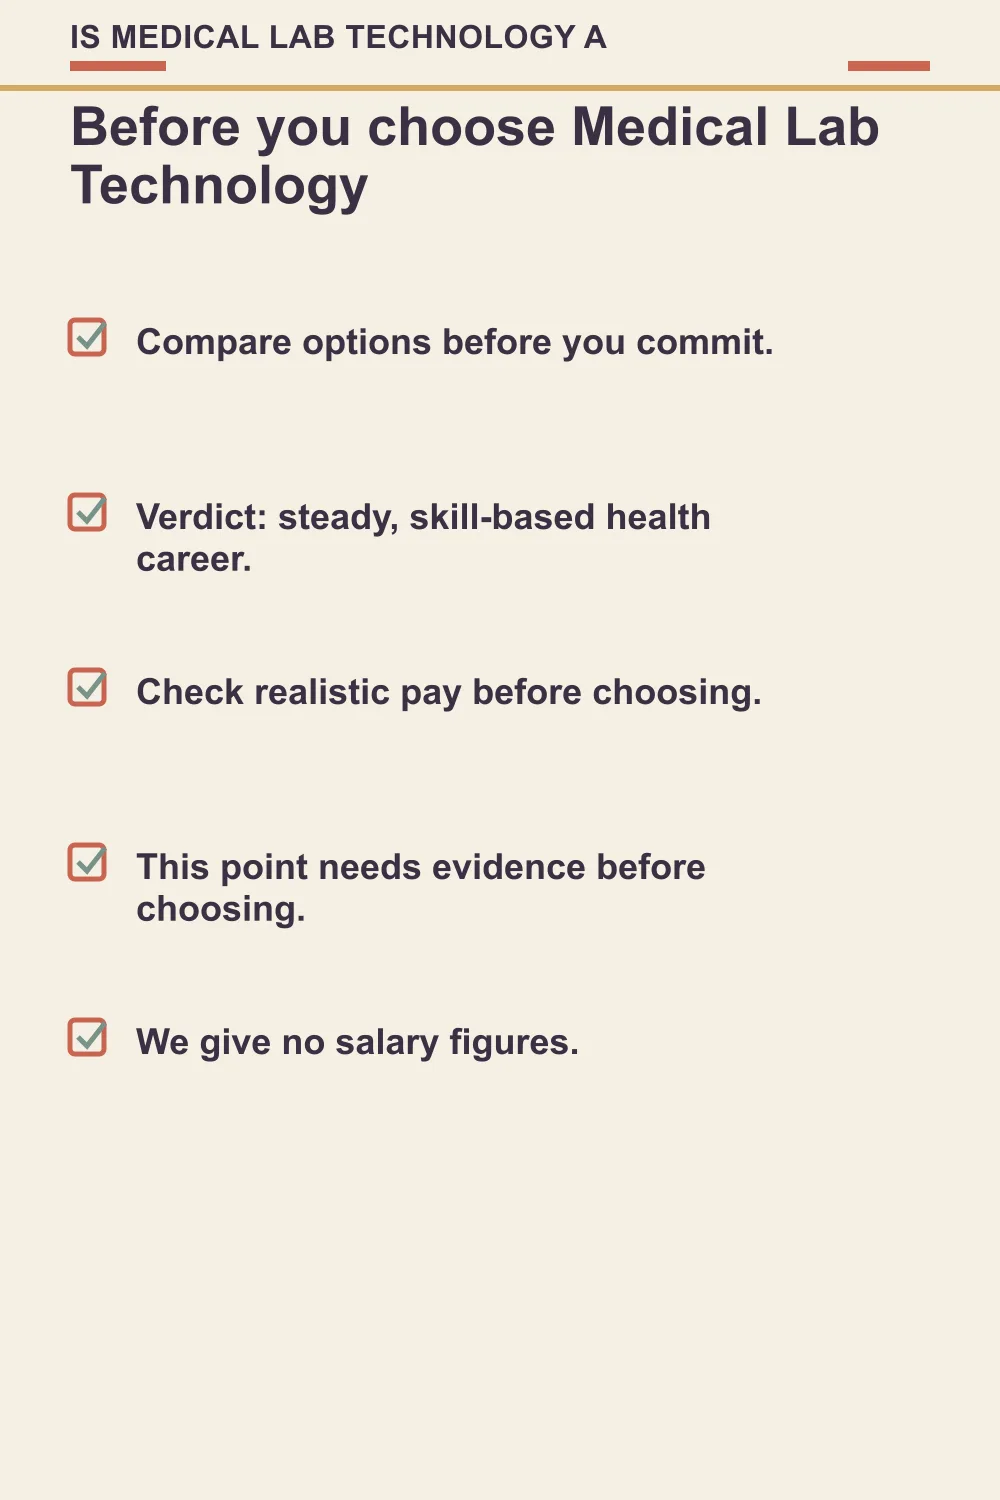 IS MEDICAL LAB TECHNOLOGY A
Before you choose Medical Lab
Technology
Compare options before you commit.
Verdict: steady, skill-based health
career.
Check realistic pay before choosing.
This point needs evidence before
choosing.
We give no salary figures.